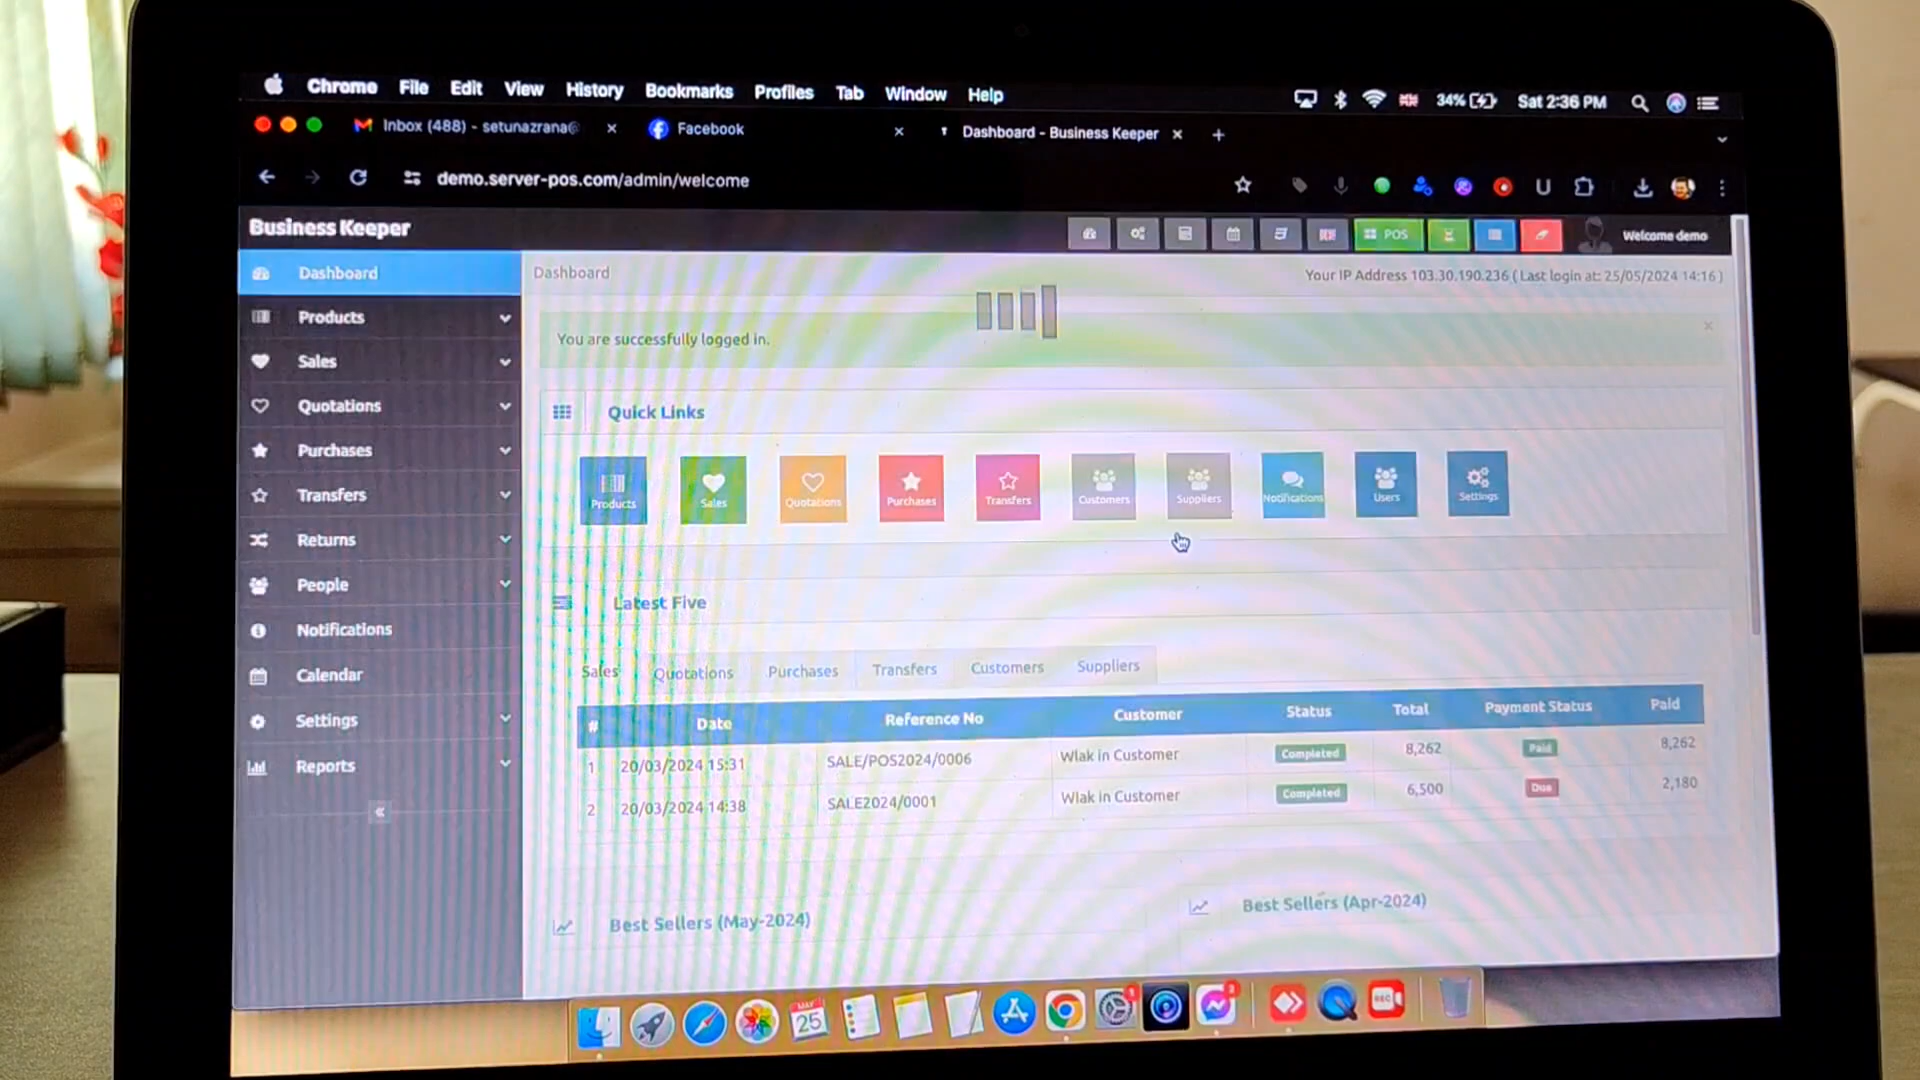 Chrome File Edit View History Bookmarks Profiles Tab Window Help 34% Sat 2:36 PM
Inbox (488) - setunazrana@ Facebook Dashboard - Business Keeper
demo.server-pos.com/admin/welcome
Business Keeper POS Welcome demo
Dashboard
Products
Sales
Quotations
Purchases
Transfers
Returns
People
Notifications
Calendar
Settings
Reports
Dashboard Your IP Address 103.30.190.236 ( Last login at: 25/05/2024 14:16 )
You are successfully logged in.
Quick Links
Products Sales Quotations Purchases Transfers Customers Suppliers Notifications Users Settings
Latest Five
Sales Quotations Purchases Transfers Customers Suppliers
# Date Reference No Customer Status Total Payment Status Paid
1 20/03/2024 15:31 SALE/POS2024/0006 Wlak in Customer Completed 8,262 Paid 8,262
2 20/03/2024 14:38 SALE2024/0001 Wlak in Customer Completed 6,500 Due 2,180
Best Sellers (May-2024) Best Sellers (Apr-2024)
MAY
25
REC